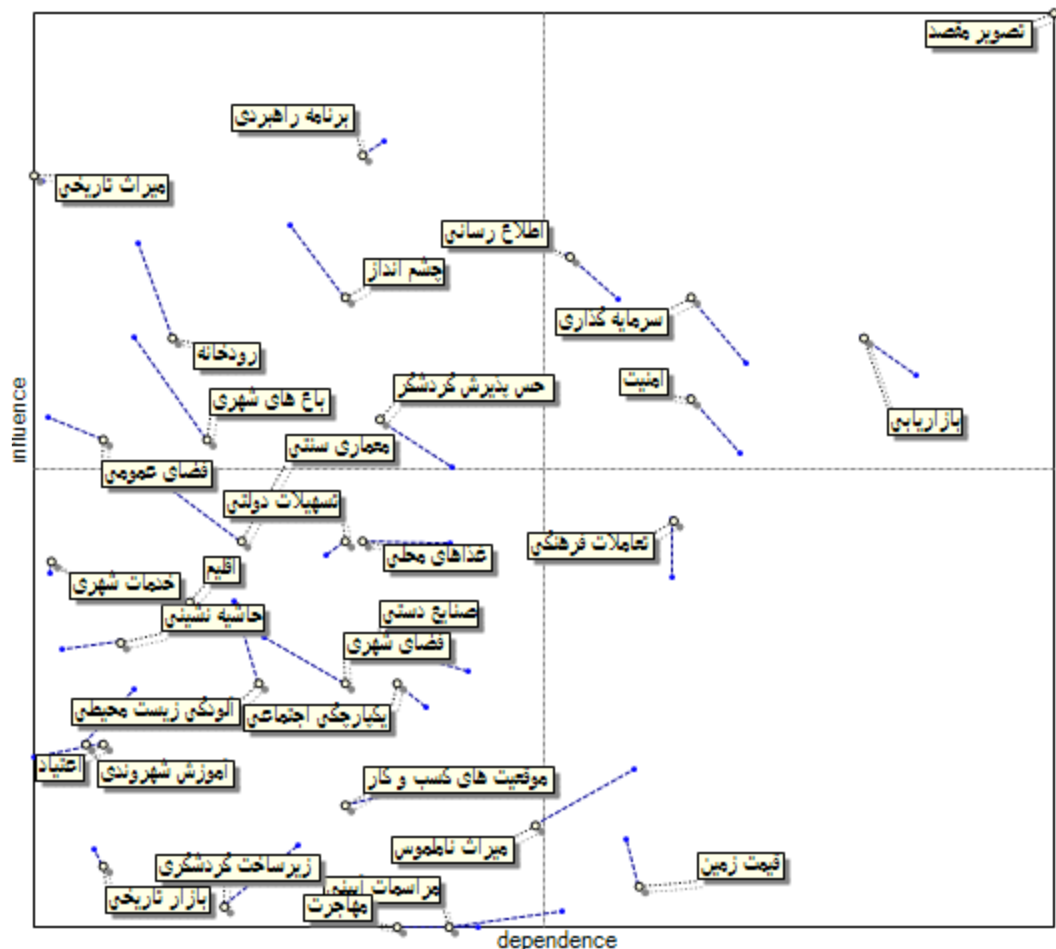 تصویر مقصد
برنامه راهبردی
میراث تاریخی
اطلاع رسانی
چشم انداز
سرمایه گذاری
رودخانه
امنیت
حس پذیرش گردشگر
باغ های شهری
بازاریابی
معماری سنتی
فضای عمومی
تسهیلات دولتی
تعاملات فرهنگی
غذاهای محلی
اقلیم
خدمات شهری
حاشیه نشینی
صنایع دستی
فضای شهری
آلودگی زیست محیطی
یکپارچگی اجتماعی
اعتیاد
آموزش شهروندی
موقعیت های کسب و کار
میراث ناملموس
قیمت زمین
زیرساخت گردشگری
مراسمات آیینی
بازار تاریخی
مهاجرت
influence
dependence